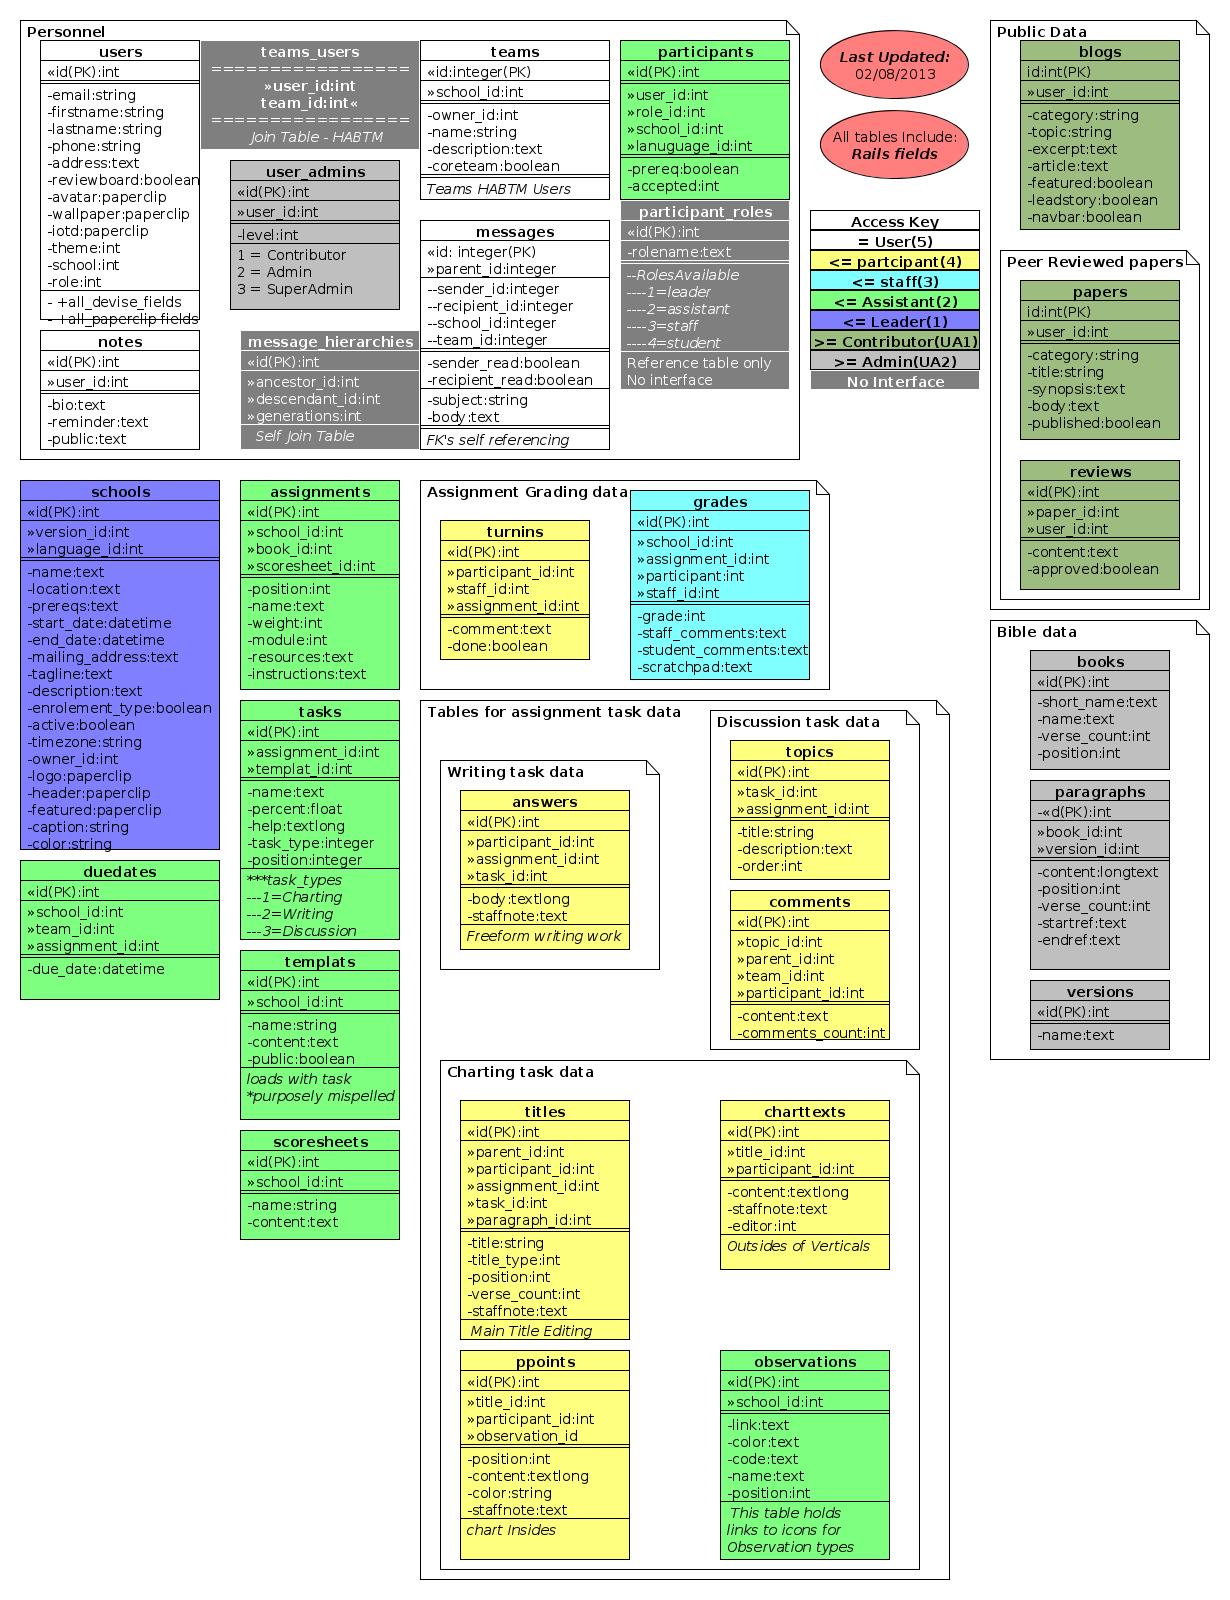 Personnel
users
«id(PK):int
-email:string
-firstname:string
-lastname:string
-phone:string
-address:text
-reviewboard:boolean
-avatar:paperclip
-wallpaper:paperclip
-iotd:paperclip
-theme:int
-school:int
-role:int
- +all_devise_fields
- +all_paperclip fields
teams_users
=================
»user_id:int
team_id:int«
=================
Join Table - HABTM
user_admins
«id(PK):int
»user_id:int
-level:int
1 = Contributor
2 = Admin
3 = SuperAdmin
teams
«id:integer(PK)
»school_id:int
-owner_id:int
-name:string
-description:text
-coreteam:boolean
Teams HABTM Users
participants
«id(PK):int
»user_id:int
»role_id:int
»school_id:int
»lanuguage_id:int
-prereq:boolean
-accepted:int
participant_roles
«id(PK):int
-rolename:text
--RolesAvailable
----1=leader
----2=assistant
----3=staff
----4=student
Reference table only
No interface
messages
«id: integer(PK)
»parent_id:integer
--sender_id:integer
--recipient_id:integer
--school_id:integer
--team_id:integer
-sender_read:boolean
-recipient_read:boolean
-subject:string
-body:text
FK's self referencing
notes
«id(PK):int
»user_id:int
-bio:text
-reminder:text
-public:text
message_hierarchies
«id(PK):int
»ancestor_id:int
»descendant_id:int
»generations:int
Self Join Table
Last Updated:
02/08/2013
All tables Include:
Rails fields
Access Key
= User(5)
<= partcipant(4)
<= staff(3)
<= Assistant(2)
<= Leader(1)
>= Contributor(UA1)
>= Admin(UA2)
No Interface
Public Data
blogs
id:int(PK)
»user_id:int
-category:string
-topic:string
-excerpt:text
-article:text
-featured:boolean
-leadstory:boolean
-navbar:boolean
Peer Reviewed papers
papers
id:int(PK)
»user_id:int
-category:string
-title:string
-synopsis:text
-body:text
-published:boolean
reviews
«id(PK):int
»paper_id:int
»user_id:int
-content:text
-approved:boolean
schools
«id(PK):int
»version_id:int
»language_id:int
-name:text
-location:text
-prereqs:text
-start_date:datetime
-end_date:datetime
-mailing_address:text
-tagline:text
-description:text
-enrolement_type:boolean
-active:boolean
-timezone:string
-owner_id:int
-logo:paperclip
-header:paperclip
-featured:paperclip
-caption:string
-color:string
duedates
«id(PK):int
»school_id:int
»team_id:int
»assignment_id:int
-due_date:datetime
assignments
«id(PK):int
»school_id:int
»book_id:int
»scoresheet_id:int
-position:int
-name:text
-weight:int
-module:int
-resources:text
-instructions:text
tasks
«id(PK):int
»assignment_id:int
»templat_id:int
-name:text
-percent:float
-help:textlong
-task_type:integer
-position:integer
***task_types
---1=Charting
---2=Writing
---3=Discussion
templats
«id(PK):int
»school_id:int
-name:string
-content:text
-public:boolean
loads with task
*purposely mispelled
scoresheets
«id(PK):int
»school_id:int
-name:string
-content:text
Assignment Grading data
turnins
«id(PK):int
»participant_id:int
»staff_id:int
»assignment_id:int
-comment:text
-done:boolean
grades
«id(PK):int
»school_id:int
»assignment_id:int
»participant:int
»staff_id:int
-grade:int
-staff_comments:text
-student_comments:text
-scratchpad:text
Tables for assignment task data
Writing task data
answers
«id(PK):int
»participant_id:int
»assignment_id:int
»task_id:int
-body:textlong
-staffnote:text
Freeform writing work
Discussion task data
topics
«id(PK):int
»task_id:int
»assignment_id:int
-title:string
-description:text
-order:int
comments
«id(PK):int
»topic_id:int
»parent_id:int
»team_id:int
»participant_id:int
-content:text
-comments_count:int
Charting task data
titles
«id(PK):int
»parent_id:int
»participant_id:int
»assignment_id:int
»task_id:int
»paragraph_id:int
-title:string
-title_type:int
-position:int
-verse_count:int
-staffnote:text
Main Title Editing
charttexts
«id(PK):int
»title_id:int
»participant_id:int
-content:textlong
-staffnote:text
-editor:int
Outsides of Verticals
ppoints
«id(PK):int
»title_id:int
»participant_id:int
»observation_id
-position:int
-content:textlong
-color:string
-staffnote:text
chart Insides
observations
«id(PK):int
»school_id:int
-link:text
-color:text
-code:text
-name:text
-position:int
This table holds
links to icons for
Observation types
Bible data
books
«id(PK):int
-short_name:text
-name:text
-verse_count:int
-position:int
paragraphs
-«d(PK):int
»book_id:int
»version_id:int
-content:longtext
-position:int
-verse_count:int
-startref:text
-endref:text
versions
«id(PK):int
-name:text